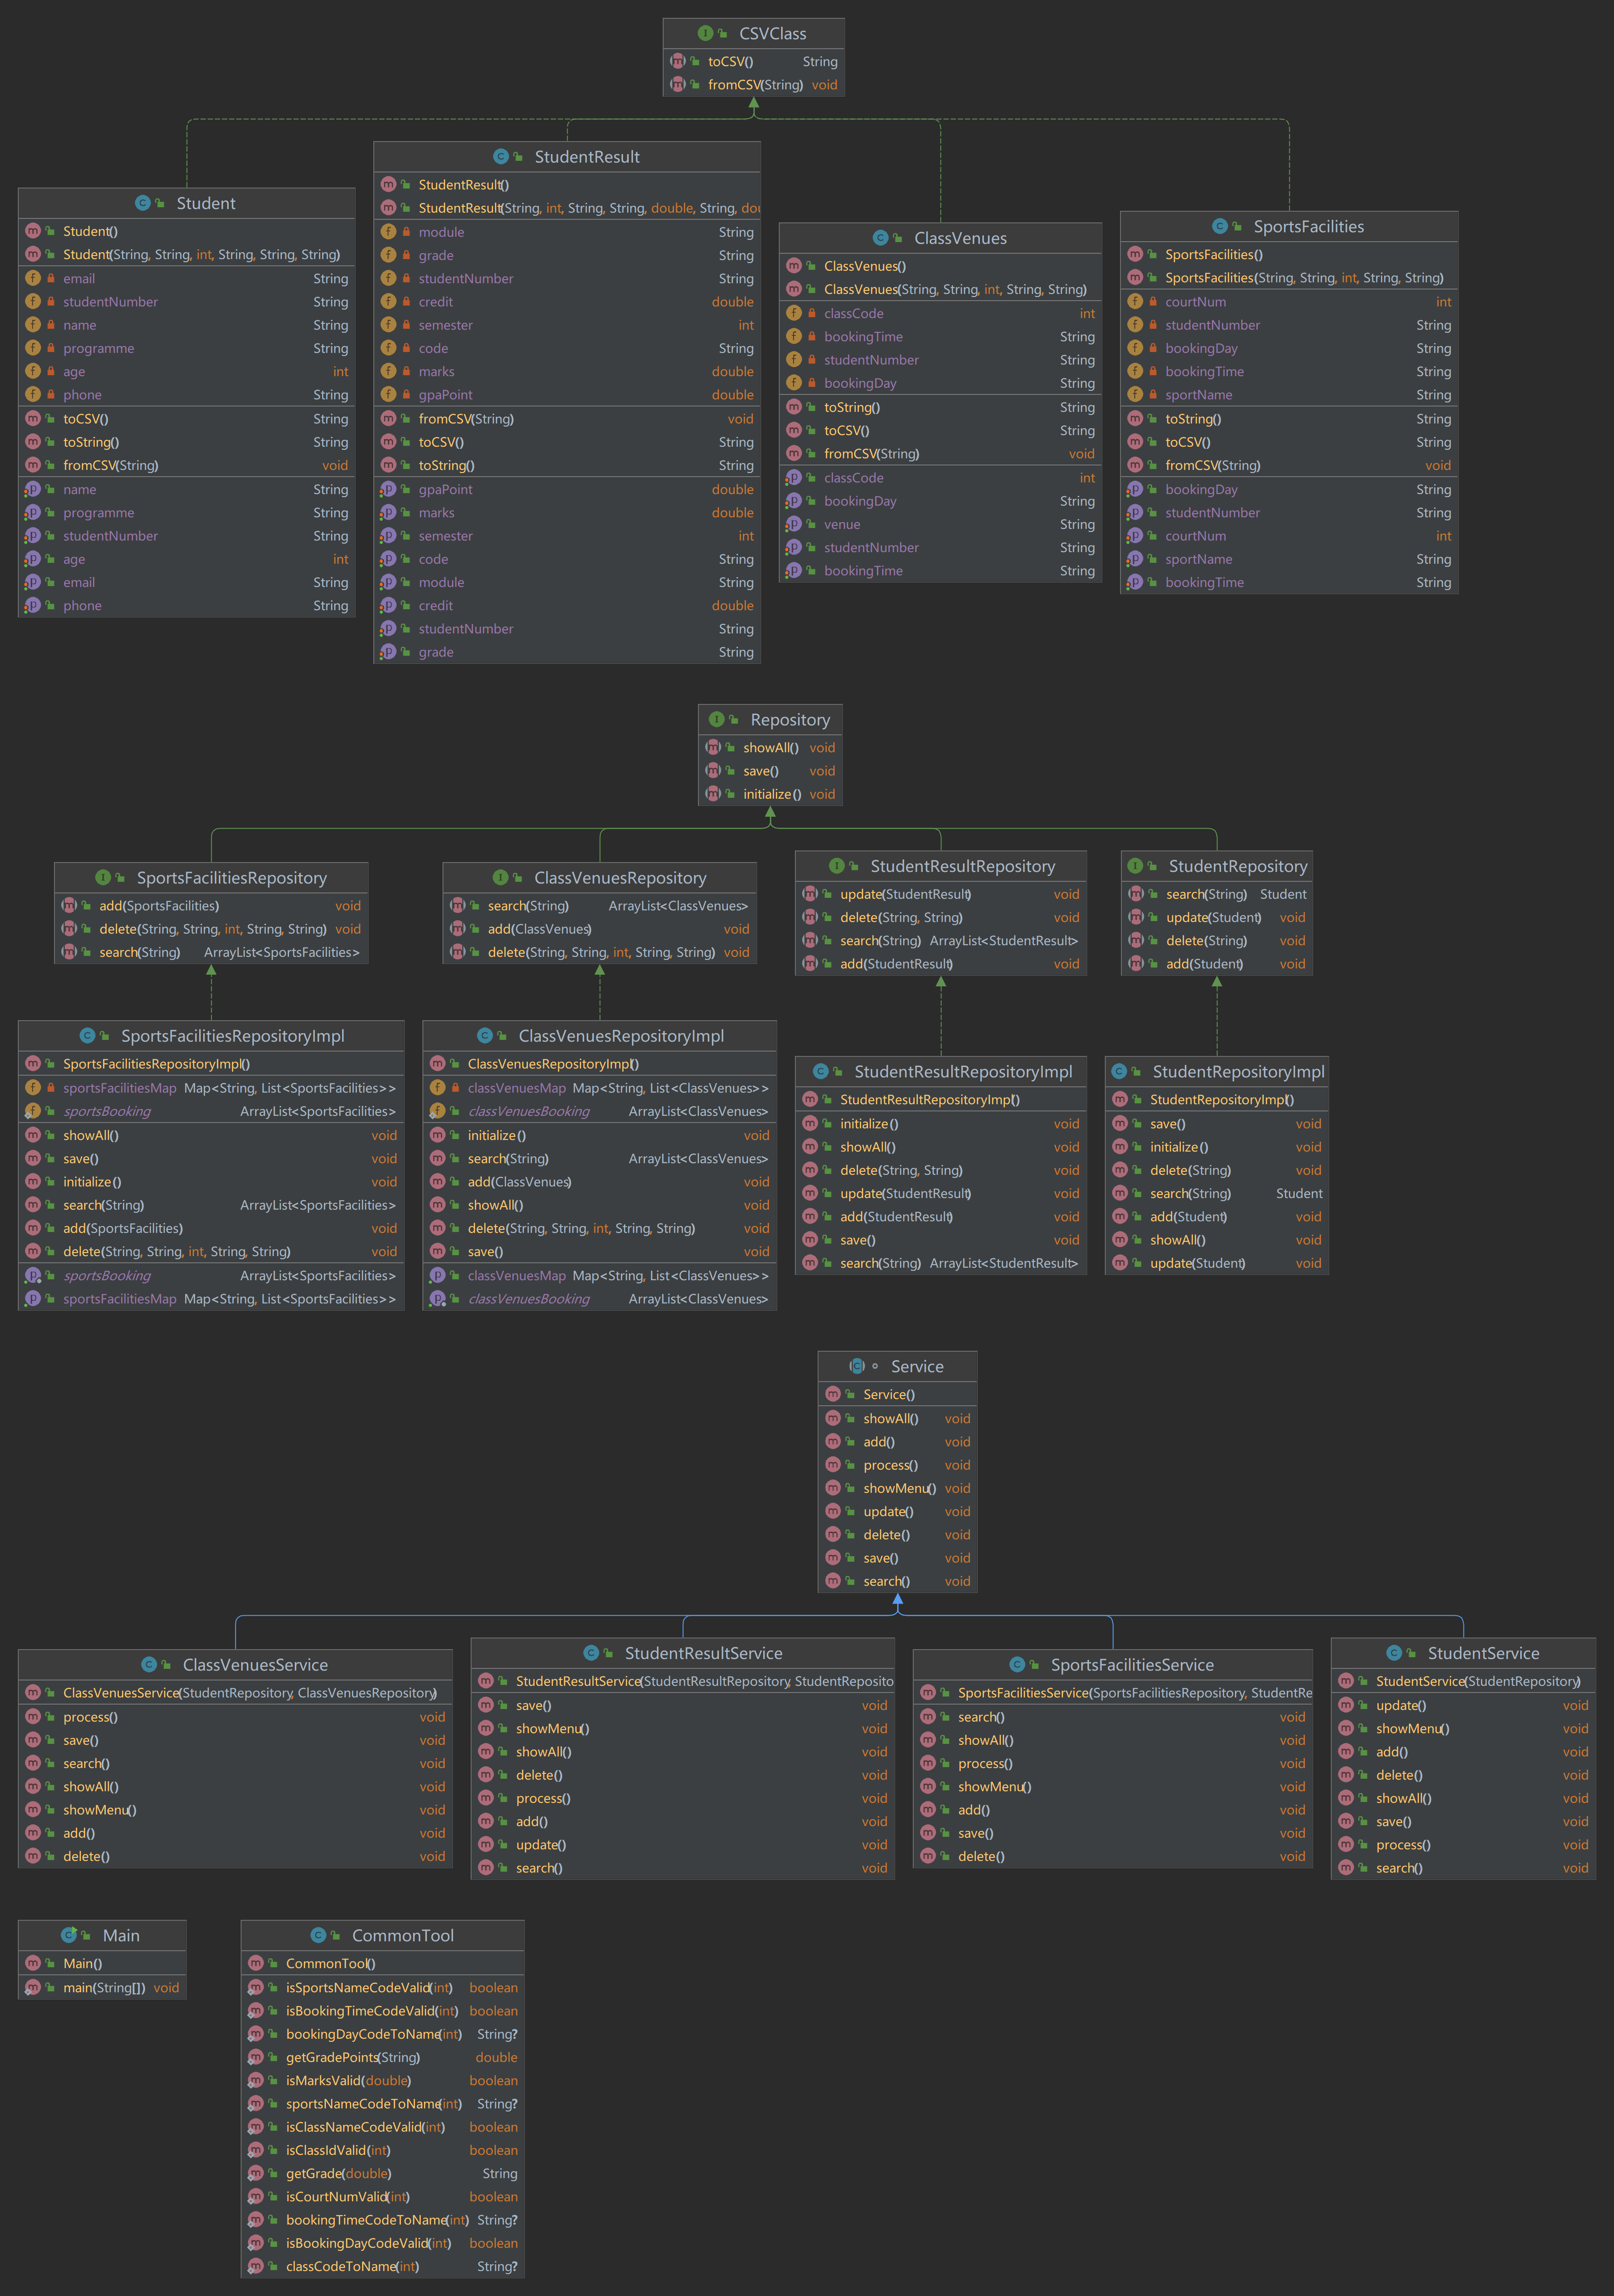 CSVClass
toCSV() String
fromCSV(String) void
Student
Student()
Student(String, String, int, String, String, String)
email String
studentNumber String
name String
programme String
age int
phone String
toCSV() String
toString() String
fromCSV(String) void
name String
programme String
studentNumber String
age int
email String
phone String
StudentResult
StudentResult()
StudentResult(String, int, String, String, double, String, dou
module String
grade String
studentNumber String
credit double
semester int
code String
marks double
gpaPoint double
fromCSV(String) void
toCSV() String
toString() String
gpaPoint double
marks double
semester int
code String
module String
credit double
studentNumber String
grade String
ClassVenues
ClassVenues()
ClassVenues(String, String, int, String, String)
classCode int
bookingTime String
studentNumber String
bookingDay String
toString() String
toCSV() String
fromCSV(String) void
classCode int
bookingDay String
venue String
studentNumber String
bookingTime String
SportsFacilities
SportsFacilities()
SportsFacilities(String, String, int, String, String)
courtNum int
studentNumber String
bookingDay String
bookingTime String
sportName String
toString() String
toCSV() String
fromCSV(String) void
bookingDay String
studentNumber String
courtNum int
sportName String
bookingTime String
Repository
showAll() void
save() void
initialize() void
SportsFacilitiesRepository
add(SportsFacilities) void
delete(String, String, int, String, String) void
search(String) ArrayList<SportsFacilities>
ClassVenuesRepository
search(String) ArrayList<ClassVenues>
add(ClassVenues) void
delete(String, String, int, String, String) void
StudentResultRepository
update(StudentResult) void
delete(String, String) void
search(String) ArrayList<StudentResult>
add(StudentResult) void
StudentRepository
search(String) Student
update(Student) void
delete(String) void
add(Student) void
SportsFacilitiesRepositoryImpl
SportsFacilitiesRepositoryImpl()
sportsFacilitiesMap Map<String, List<SportsFacilities>>
sportsBooking ArrayList<SportsFacilities>
showAll() void
save() void
initialize() void
search(String) ArrayList<SportsFacilities>
add(SportsFacilities) void
delete(String, String, int, String, String) void
sportsBooking ArrayList<SportsFacilities>
sportsFacilitiesMap Map<String, List<SportsFacilities>>
ClassVenuesRepositoryImpl
ClassVenuesRepositoryImpl()
classVenuesMap Map<String, List<ClassVenues>>
classVenuesBooking ArrayList<ClassVenues>
initialize() void
search(String) ArrayList<ClassVenues>
add(ClassVenues) void
showAll() void
delete(String, String, int, String, String) void
save() void
classVenuesMap Map<String, List<ClassVenues>>
classVenuesBooking ArrayList<ClassVenues>
StudentResultRepositoryImpl
StudentResultRepositoryImpl()
initialize() void
showAll() void
delete(String, String) void
update(StudentResult) void
add(StudentResult) void
save() void
search(String) ArrayList<StudentResult>
StudentRepositoryImpl
StudentRepositoryImpl()
save() void
initialize() void
delete(String) void
search(String) Student
add(Student) void
showAll() void
update(Student) void
Service
Service()
showAll() void
add() void
process() void
showMenu() void
update() void
delete() void
save() void
search() void
ClassVenuesService
ClassVenuesService(StudentRepository, ClassVenuesRepository)
process() void
save() void
search() void
showAll() void
showMenu() void
add() void
delete() void
StudentResultService
StudentResultService(StudentResultRepository, StudentReposito
save() void
showMenu() void
showAll() void
delete() void
process() void
add() void
update() void
search() void
SportsFacilitiesService
SportsFacilitiesService(SportsFacilitiesRepository, StudentRe
search() void
showAll() void
process() void
showMenu() void
add() void
save() void
delete() void
StudentService
StudentService(StudentRepository)
update() void
showMenu() void
add() void
delete() void
showAll() void
save() void
process() void
search() void
Main
Main()
main(String[]) void
CommonTool
CommonTool()
isSportsNameCodeValid(int) boolean
isBookingTimeCodeValid(int) boolean
bookingDayCodeToName(int) String?
getGradePoints(String) double
isMarksValid(double) boolean
sportsNameCodeToName(int) String?
isClassNameCodeValid(int) boolean
isClassIdValid(int) boolean
getGrade(double) String
isCourtNumValid(int) boolean
bookingTimeCodeToName(int) String?
isBookingDayCodeValid(int) boolean
classCodeToName(int) String?